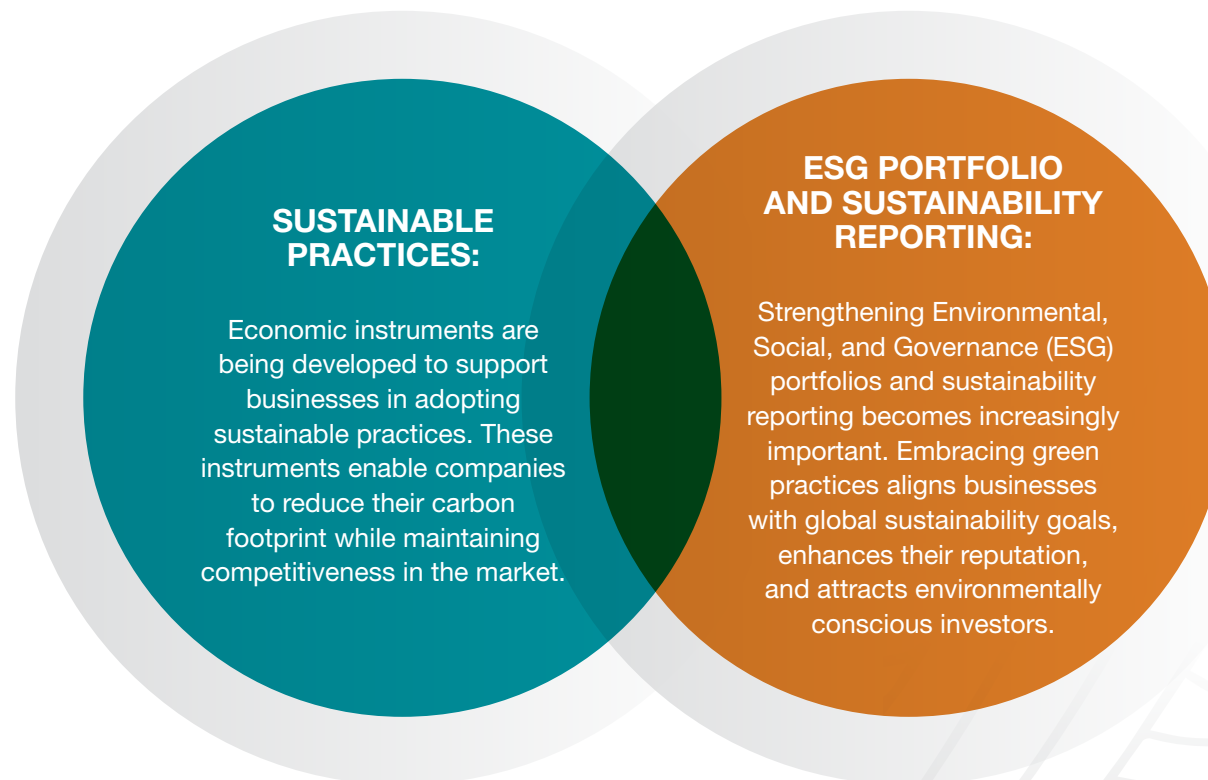 SUSTAINABLE
PRACTICES:
Economic instruments are
being developed to support
businesses in adopting
sustainable practices. These
instruments enable companies
to reduce their carbon
footprint while maintaining
competitiveness in the market.
ESG PORTFOLIO
AND SUSTAINABILITY
REPORTING:
Strengthening Environmental,
Social, and Governance (ESG)
portfolios and sustainability
reporting becomes increasingly
important. Embracing green
practices aligns businesses
with global sustainability goals,
enhances their reputation,
and attracts environmentally
conscious investors.